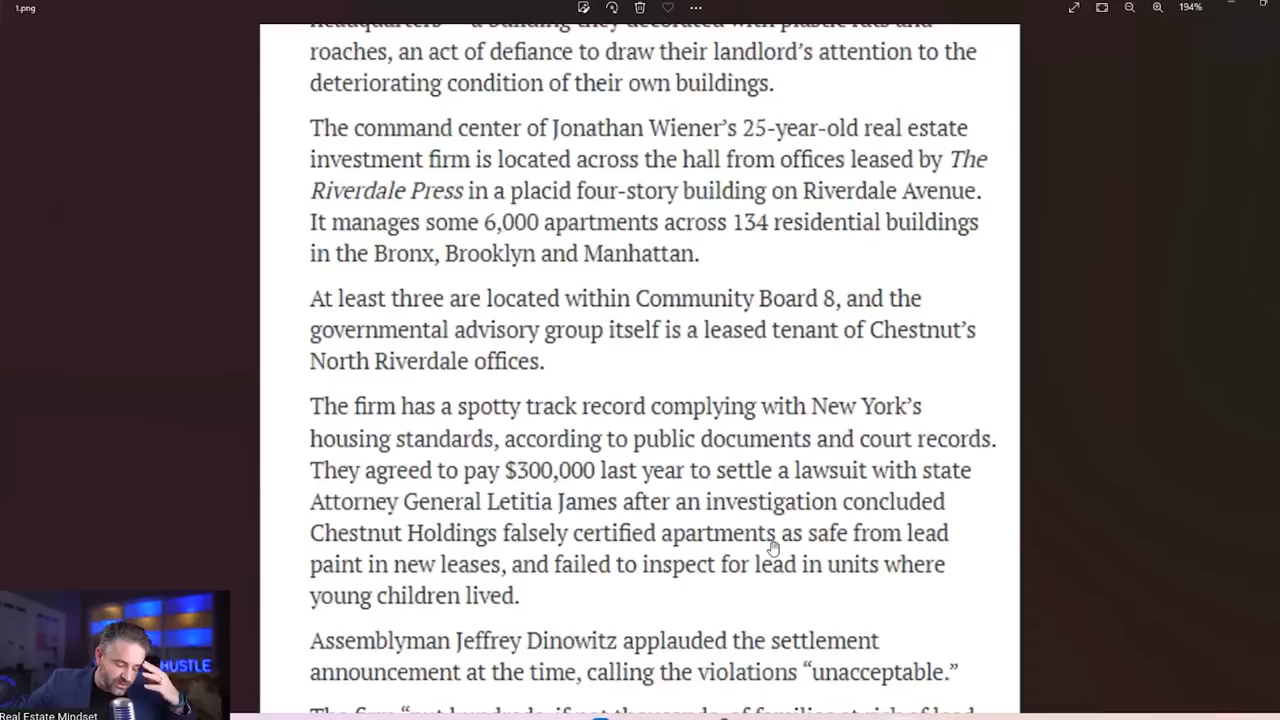 1.png
194%
roaches, an act of defiance to draw their landlord’s attention to the
deteriorating condition of their own buildings.
The command center of Jonathan Wiener’s 25-year-old real estate
investment firm is located across the hall from offices leased by The
Riverdale Press in a placid four-story building on Riverdale Avenue.
It manages some 6,000 apartments across 134 residential buildings
in the Bronx, Brooklyn and Manhattan.
At least three are located within Community Board 8, and the
governmental advisory group itself is a leased tenant of Chestnut’s
North Riverdale offices.
The firm has a spotty track record complying with New York’s
housing standards, according to public documents and court records.
They agreed to pay $300,000 last year to settle a lawsuit with state
Attorney General Letitia James after an investigation concluded
Chestnut Holdings falsely certified apartments as safe from lead
paint in new leases, and failed to inspect for lead in units where
young children lived.
Assemblyman Jeffrey Dinowitz applauded the settlement
announcement at the time, calling the violations “unacceptable.”
HUSTLE
Real Estate Mindset